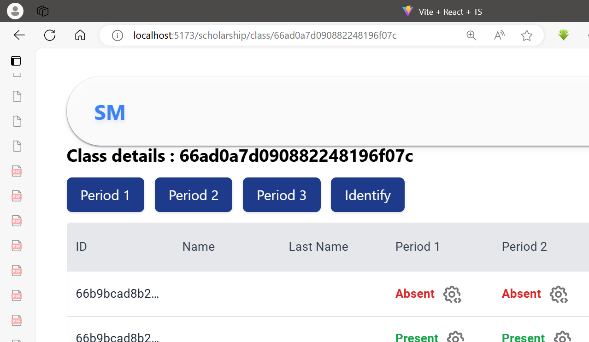 Vite + React + TS
localhost:5173/scholarship/class/66ad0a7d090882248196f07c
SM
Class details : 66ad0a7d090882248196f07c
Period 1 Period 2 Period 3 Identify
ID Name Last Name Period 1 Period 2
66b9bcad8b2... Absent Absent
66b9bcad8b2... Present Present